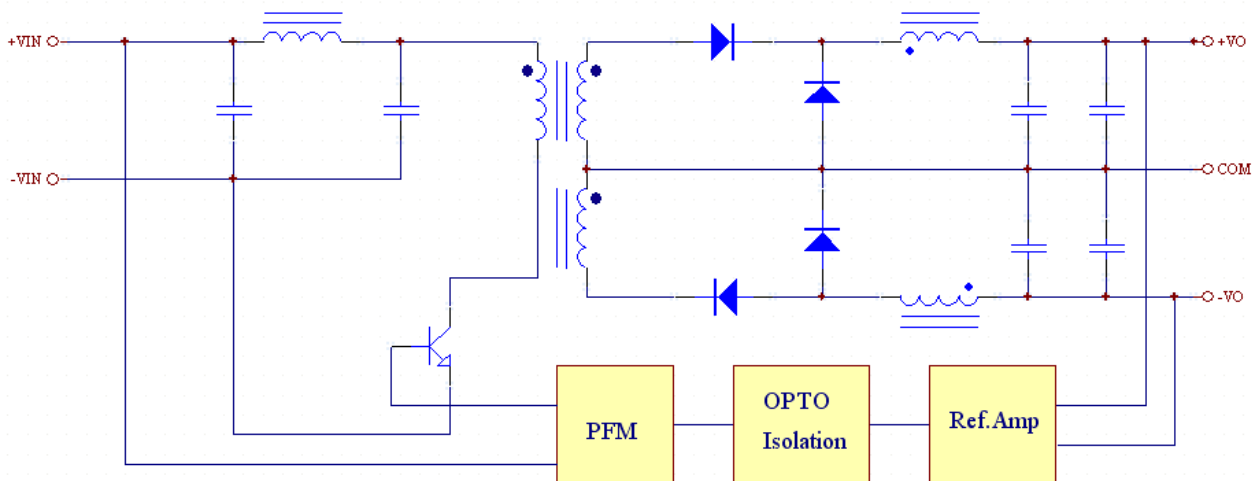 +VIN
+VO
-VIN
COM
-VO
PFM
OPTO
Isolation
Ref.Amp